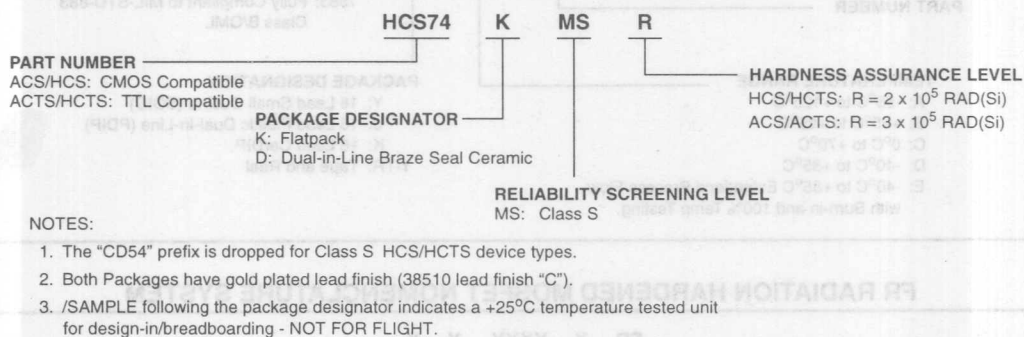 HCS74 K MS R
PART NUMBER
ACS/HCS: CMOS Compatible
ACTS/HCTS: TTL Compatible
PACKAGE DESIGNATOR
K: Flatpack
D: Dual-in-Line Braze Seal Ceramic
RELIABILITY SCREENING LEVEL
MS: Class S
HARDNESS ASSURANCE LEVEL
HCS/HCTS: R = 2 x 10⁵ RAD(Si)
ACS/ACTS: R = 3 x 10⁵ RAD(Si)
NOTES:
1. The “CD54” prefix is dropped for Class S HCS/HCTS device types.
2. Both Packages have gold plated lead finish (38510 lead finish “C”).
3. /SAMPLE following the package designator indicates a +25°C temperature tested unit
for design-in/breadboarding - NOT FOR FLIGHT.